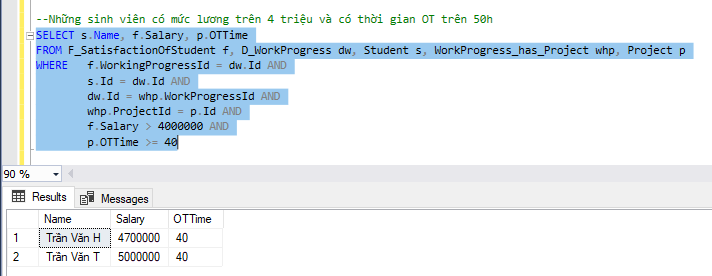 --Những sinh viên có mức lương trên 4 triệu và có thời gian OT trên 50h
SELECT s.Name, f.Salary, p.OTTime
FROM F_SatisfactionOfStudent f, D_WorkProgress dw, Student s, WorkProgress_has_Project whp, Project p
WHERE f.WorkingProgressId = dw.Id AND
s.Id = dw.Id AND
dw.Id = whp.WorkProgressId AND
whp.ProjectId = p.Id AND
f.Salary > 4000000 AND
p.OTTime >= 40
90 %
Results Messages
Name Salary OTTime
1 Trần Văn H 4700000 40
2 Trần Văn T 5000000 40